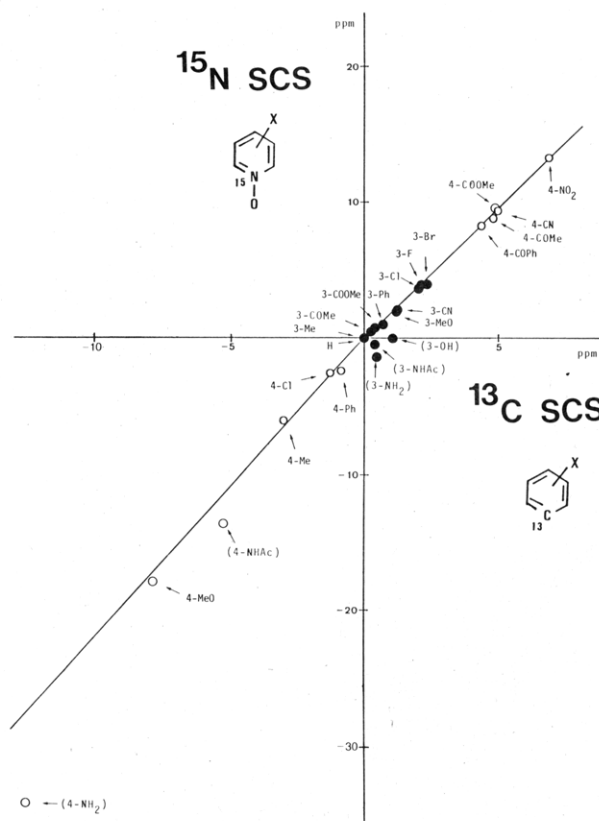 ppm
20
15N SCS
X
15
N
O
4-COOMe
4-NO2
10
4-CN
4-COMe
4-COPh
3-Br
3-F
3-Cl
3-COOMe 3-Ph
3-CN
3-COMe
3-MeO
3-Me
H
(3-OH)
-10
-5
5
ppm
(3-NHAc)
(3-NH2)
4-Cl
4-Ph
13C SCS
4-Me
X
C
13
-10
(4-NHAc)
4-MeO
-20
-30
(4-NH2)